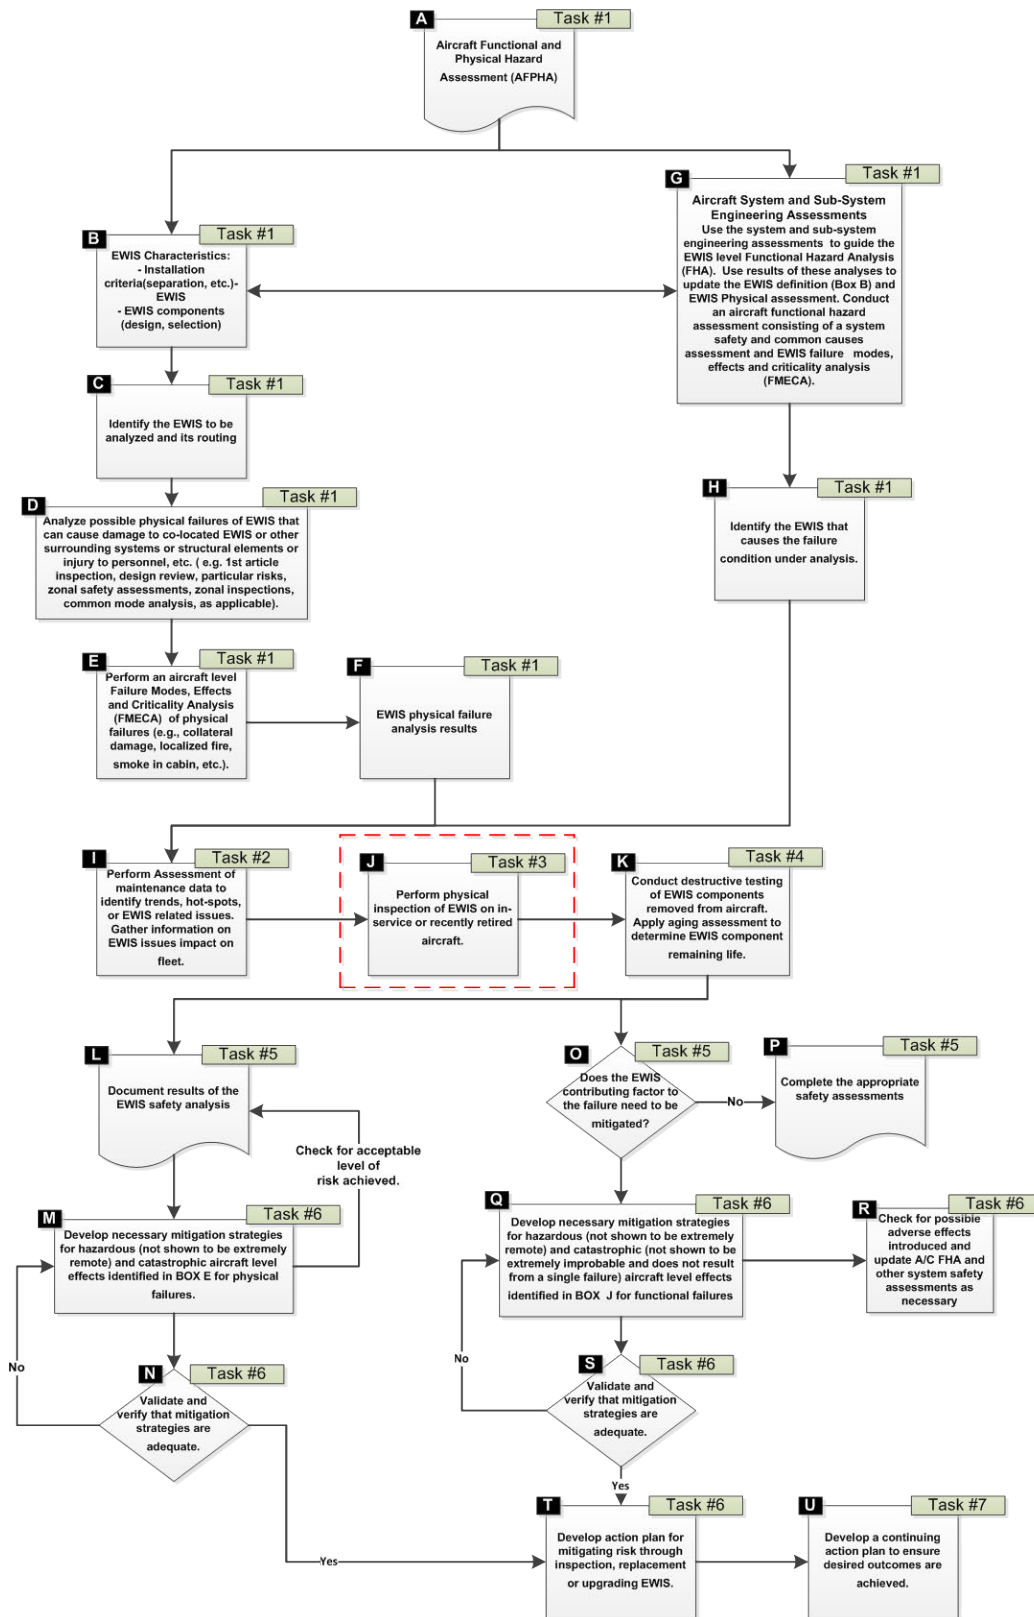 A
Task #1
Aircraft Functional and
Physical Hazard
Assessment (AFPHA)
G
Task #1
Aircraft System and Sub-System
Engineering Assessments
Use the system and sub-system
engineering assessments to guide the
EWIS level Functional Hazard Analysis
(FHA). Use results of these analyses to
update the EWIS definition (Box B) and
EWIS Physical assessment. Conduct
an aircraft functional hazard
assessment consisting of a system
safety and common causes
assessment and EWIS failure modes,
effects and criticality analysis
(FMECA).
B
Task #1
EWIS Characteristics:
- Installation
criteria(separation, etc.)-
EWIS
- EWIS components
(design, selection)
C
Task #1
Identify the EWIS to be
analyzed and its routing
D
Task #1
Analyze possible physical failures of EWIS that
can cause damage to co-located EWIS or other
surrounding systems or structural elements or
injury to personnel, etc. ( e.g. 1st article
inspection, design review, particular risks,
zonal safety assessments, zonal inspections,
common mode analysis, as applicable).
H
Task #1
Identify the EWIS that
causes the failure
condition under analysis.
E
Task #1
Perform an aircraft level
Failure Modes, Effects
and Criticality Analysis
(FMECA) of physical
failures (e.g., collateral
damage, localized fire,
smoke in cabin, etc.).
F
Task #1
EWIS physical failure
analysis results
I
Task #2
Perform Assessment of
maintenance data to
identify trends, hot-spots,
or EWIS related issues.
Gather information on
EWIS issues impact on
fleet.
J
Task #3
Perform physical
inspection of EWIS on in-
service or recently retired
aircraft.
K
Task #4
Conduct destructive testing
of EWIS components
removed from aircraft.
Apply aging assessment to
determine EWIS component
remaining life.
L
Task #5
Document results of the
EWIS safety analysis
O
Task #5
Does the EWIS
contributing factor to
the failure need to be
mitigated?
No
P
Task #5
Complete the appropriate
safety assessments
Check for acceptable
level of
risk achieved.
M
Task #6
Develop necessary mitigation strategies
for hazardous (not shown to be extremely
remote) and catastrophic aircraft level
effects identified in BOX E for physical
failures.
Q
Task #6
Develop necessary mitigation strategies for
hazardous (not shown to be extremely
remote) and catastrophic (not shown to be
extremely improbable and does not result
from a single failure) aircraft level effects
identified in BOX J for functional failures
R
Task #6
Check for possible
adverse effects
introduced and
update A/C FHA and
other system safety
assessments as
necessary
No
N
Task #6
Validate and
verify that mitigation
strategies are
adequate.
No
S
Task #6
Validate and
verify that mitigation
strategies are
adequate.
Yes
Yes
T
Task #6
Develop action plan for
mitigating risk through
inspection, replacement
or upgrading EWIS.
U
Task #7
Develop a continuing
action plan to ensure
desired outcomes are
achieved.